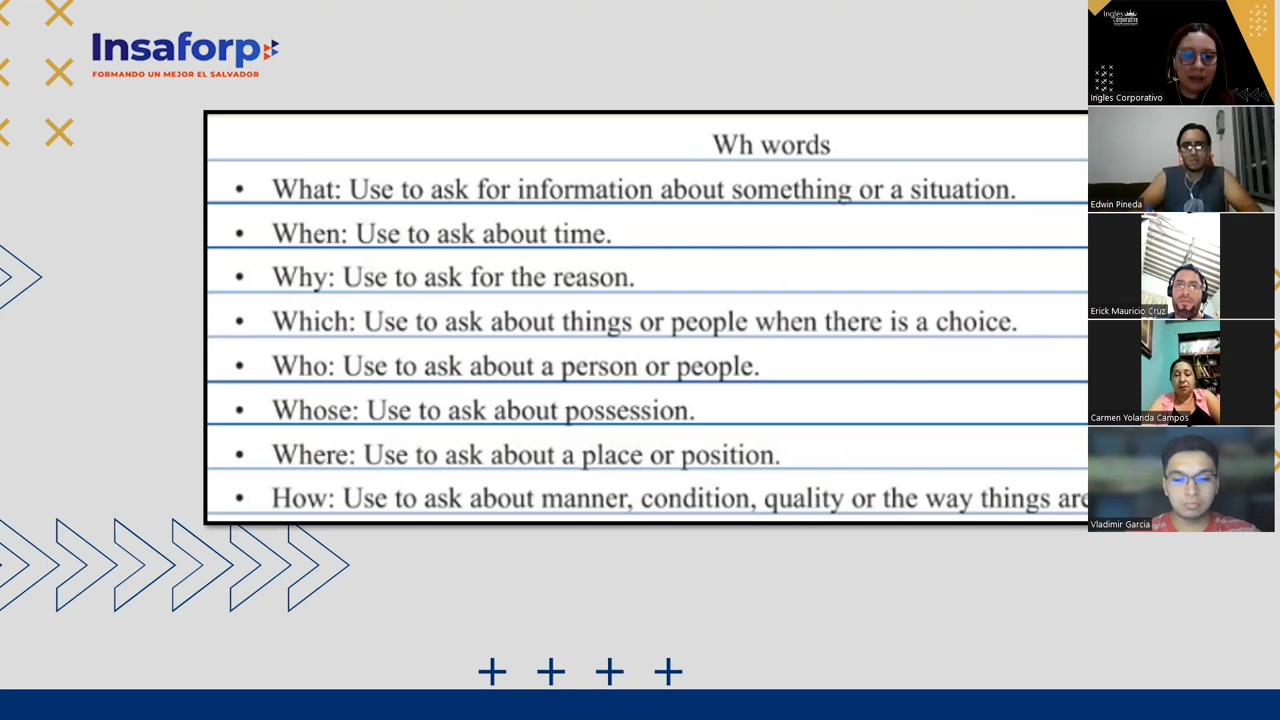 Insaforp
FORMANDO UN MEJOR EL SALVADOR
Wh words
• What: Use to ask for information about something or a situation.
• When: Use to ask about time.
• Why: Use to ask for the reason.
• Which: Use to ask about things or people when there is a choice.
• Who: Use to ask about a person or people.
• Whose: Use to ask about possession.
• Where: Use to ask about a place or position.
• How: Use to ask about manner, condition, quality or the way things are
Inglés
Corporativo
Ingles Corporativo
Edwin Pineda
Erick Mauricio Cruz
Carmen Yolanda Campos
Vladimir Garcia